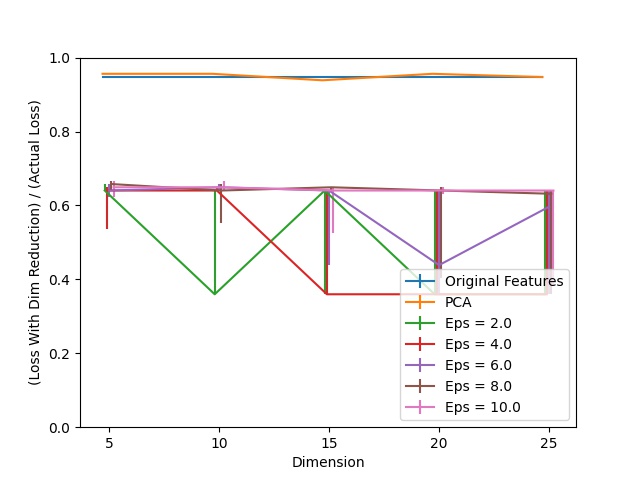 1.0
0.8
0.6
0.4
0.2
0.0
(Loss With Dim Reduction) / (Actual Loss)
Original Features
PCA
Eps = 2.0
Eps = 4.0
Eps = 6.0
Eps = 8.0
Eps = 10.0
5 10 15 20 25
Dimension